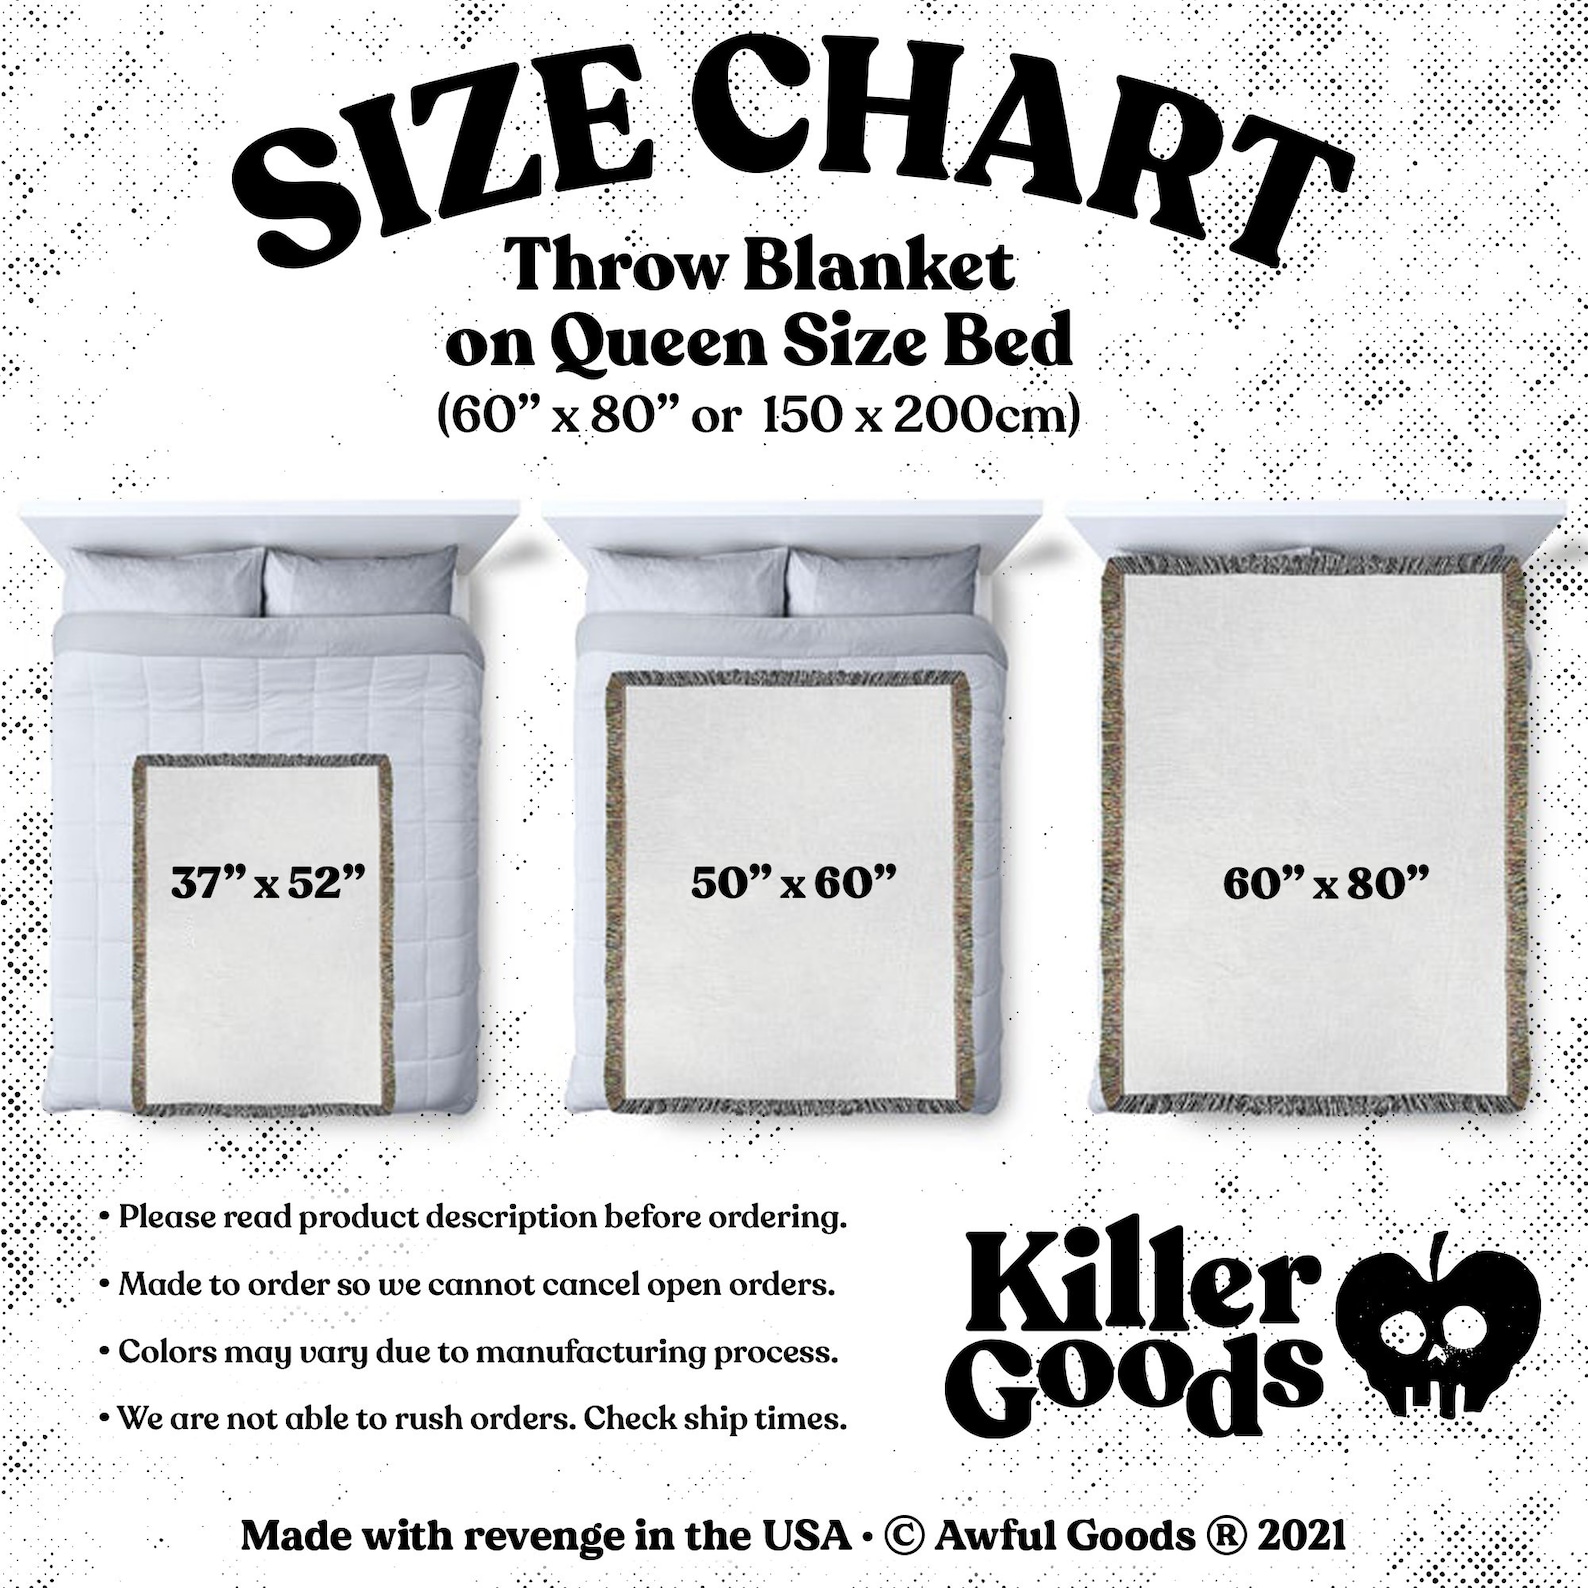 SIZE CHART
Throw Blanket
on Queen Size Bed
(60” x 80” or 150 x 200cm)
37” x 52”
50” x 60”
60” x 80”
• Please read product description before ordering.
• Made to order so we cannot cancel open orders.
• Colors may vary due to manufacturing process.
• We are not able to rush orders. Check ship times.
Killer
Goods
Made with revenge in the USA • © Awful Goods ® 2021